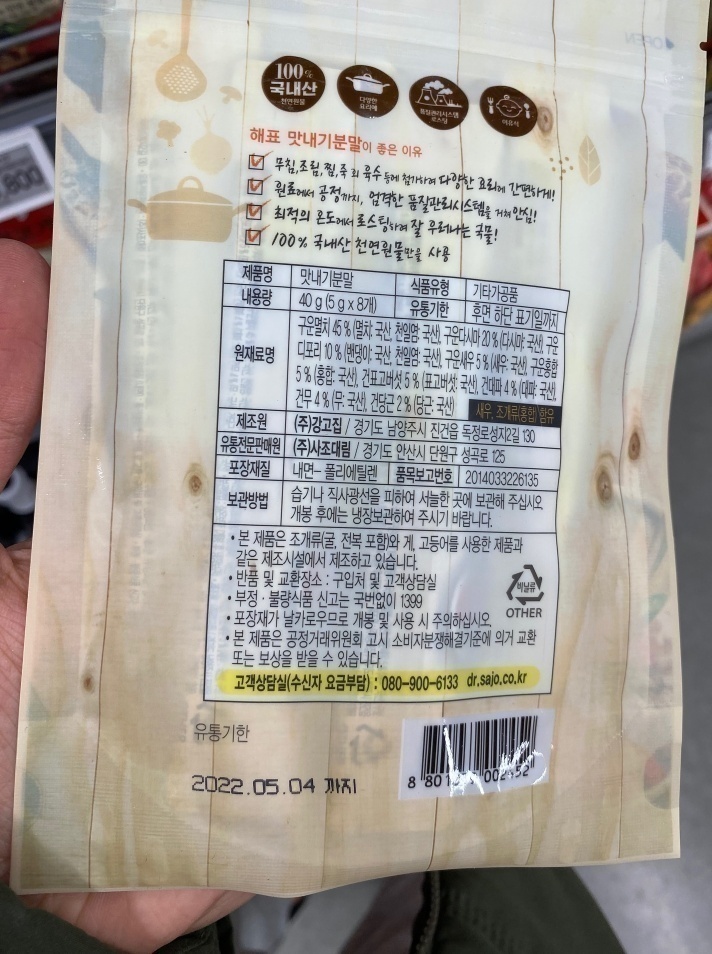 100%
국내산
천연원물
다양한
요리에
품질관리시스템
로스팅
이유식
해표 맛내기분말이 좋은 이유
무침,조림,찜,죽 외 육수 등에 첨가하여 다양한 요리에 간편하게!
원료에서 공정까지, 엄격한 품질관리시스템을 거쳐 안심!
최적의 온도에서 로스팅하여 잘 우러나는 국물!
100% 국내산 천연원물만을 사용
제품명 맛내기분말 식품유형 기타가공품
내용량 40 g (5 g x 8개) 유통기한 후면 하단 표기일까지
원재료명 구운멸치 45 % (멸치: 국산, 천일염: 국산), 구운다시마 20 % (다시마: 국산), 구운
디포리 10 % (밴댕이: 국산, 천일염: 국산), 구운새우 5 % (새우: 국산), 구운홍합
5 % (홍합: 국산), 건표고버섯 5 % (표고버섯: 국산), 건대파 4 % (대파: 국산),
건무 4 % (무: 국산), 건당근 2 % (당근: 국산) 새우, 조개류(홍합) 함유
제조원 (주)강고집 / 경기도 남양주시 진건읍 독정로성지2길 130
유통전문판매원 (주)사조대림 / 경기도 안산시 단원구 성곡로 125
포장재질 내면- 폴리에틸렌 품목보고번호 2014033226135
보관방법 습기나 직사광선을 피하여 서늘한 곳에 보관해 주십시오
개봉 후에는 냉장보관하여 주시기 바랍니다.
• 본 제품은 조개류(굴, 전복 포함)와 게, 고등어를 사용한 제품과
같은 제조시설에서 제조하고 있습니다.
• 반품 및 교환장소 : 구입처 및 고객상담실
• 부정 · 불량식품 신고는 국번없이 1399
• 포장재가 날카로우므로 개봉 및 사용 시 주의하십시오.
• 본 제품은 공정거래위원회 고시 소비자분쟁해결기준에 의거 교환
또는 보상을 받을 수 있습니다.
비닐류
OTHER
고객상담실(수신자 요금부담) : 080-900-6133 dr.sajo.co.kr
유통기한
2022.05.04 까지